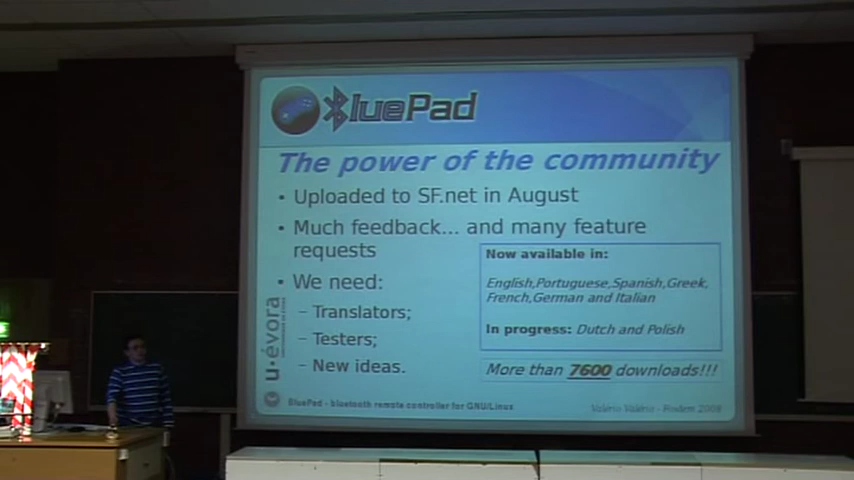 BluePad
The power of the community
• Uploaded to SF.net in August
• Much feedback... and many feature
requests
• We need:
– Translators;
– Testers;
– New ideas.
Now available in:
English,Portuguese,Spanish,Greek,
French,German and Italian
In progress: Dutch and Polish
More than 7600 downloads!!!
u·évora
BluePad - bluetooth remote controller for GNU/Linux
Valério Valério - Fosdem 2008